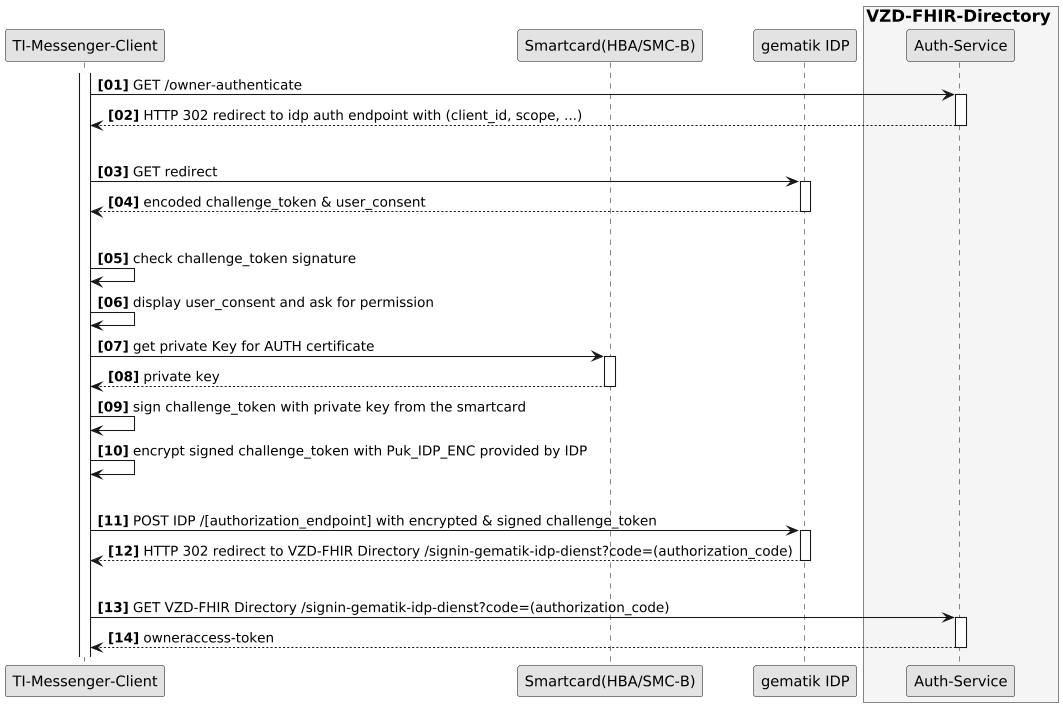 VZD-FHIR-Directory
TI-Messenger-Client
Smartcard(HBA/SMC-B)
gematik IDP
Auth-Service
[01] GET /owner-authenticate
[02] HTTP 302 redirect to idp auth endpoint with (client_id, scope, ...)
[03] GET redirect
[04] encoded challenge_token & user_consent
[05] check challenge_token signature
[06] display user_consent and ask for permission
[07] get private Key for AUTH certificate
[08] private key
[09] sign challenge_token with private key from the smartcard
[10] encrypt signed challenge_token with Puk_IDP_ENC provided by IDP
[11] POST IDP /[authorization_endpoint] with encrypted & signed challenge_token
[12] HTTP 302 redirect to VZD-FHIR Directory /signin-gematik-idp-dienst?code=(authorization_code)
[13] GET VZD-FHIR Directory /signin-gematik-idp-dienst?code=(authorization_code)
[14] owneraccess-token
TI-Messenger-Client
Smartcard(HBA/SMC-B)
gematik IDP
Auth-Service